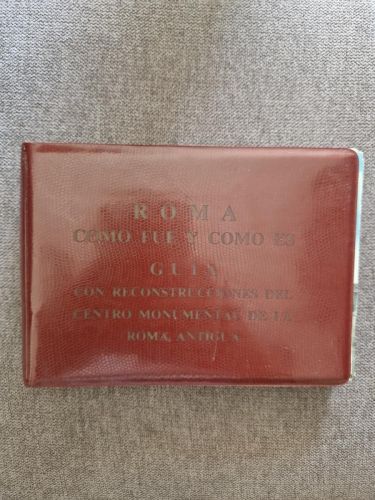 ROMA
COMO FUE Y COMO ES
GUIA
CON RECONSTRUCCIONES DEL
CENTRO MONUMENTAL DE LA
ROMA ANTIGUA